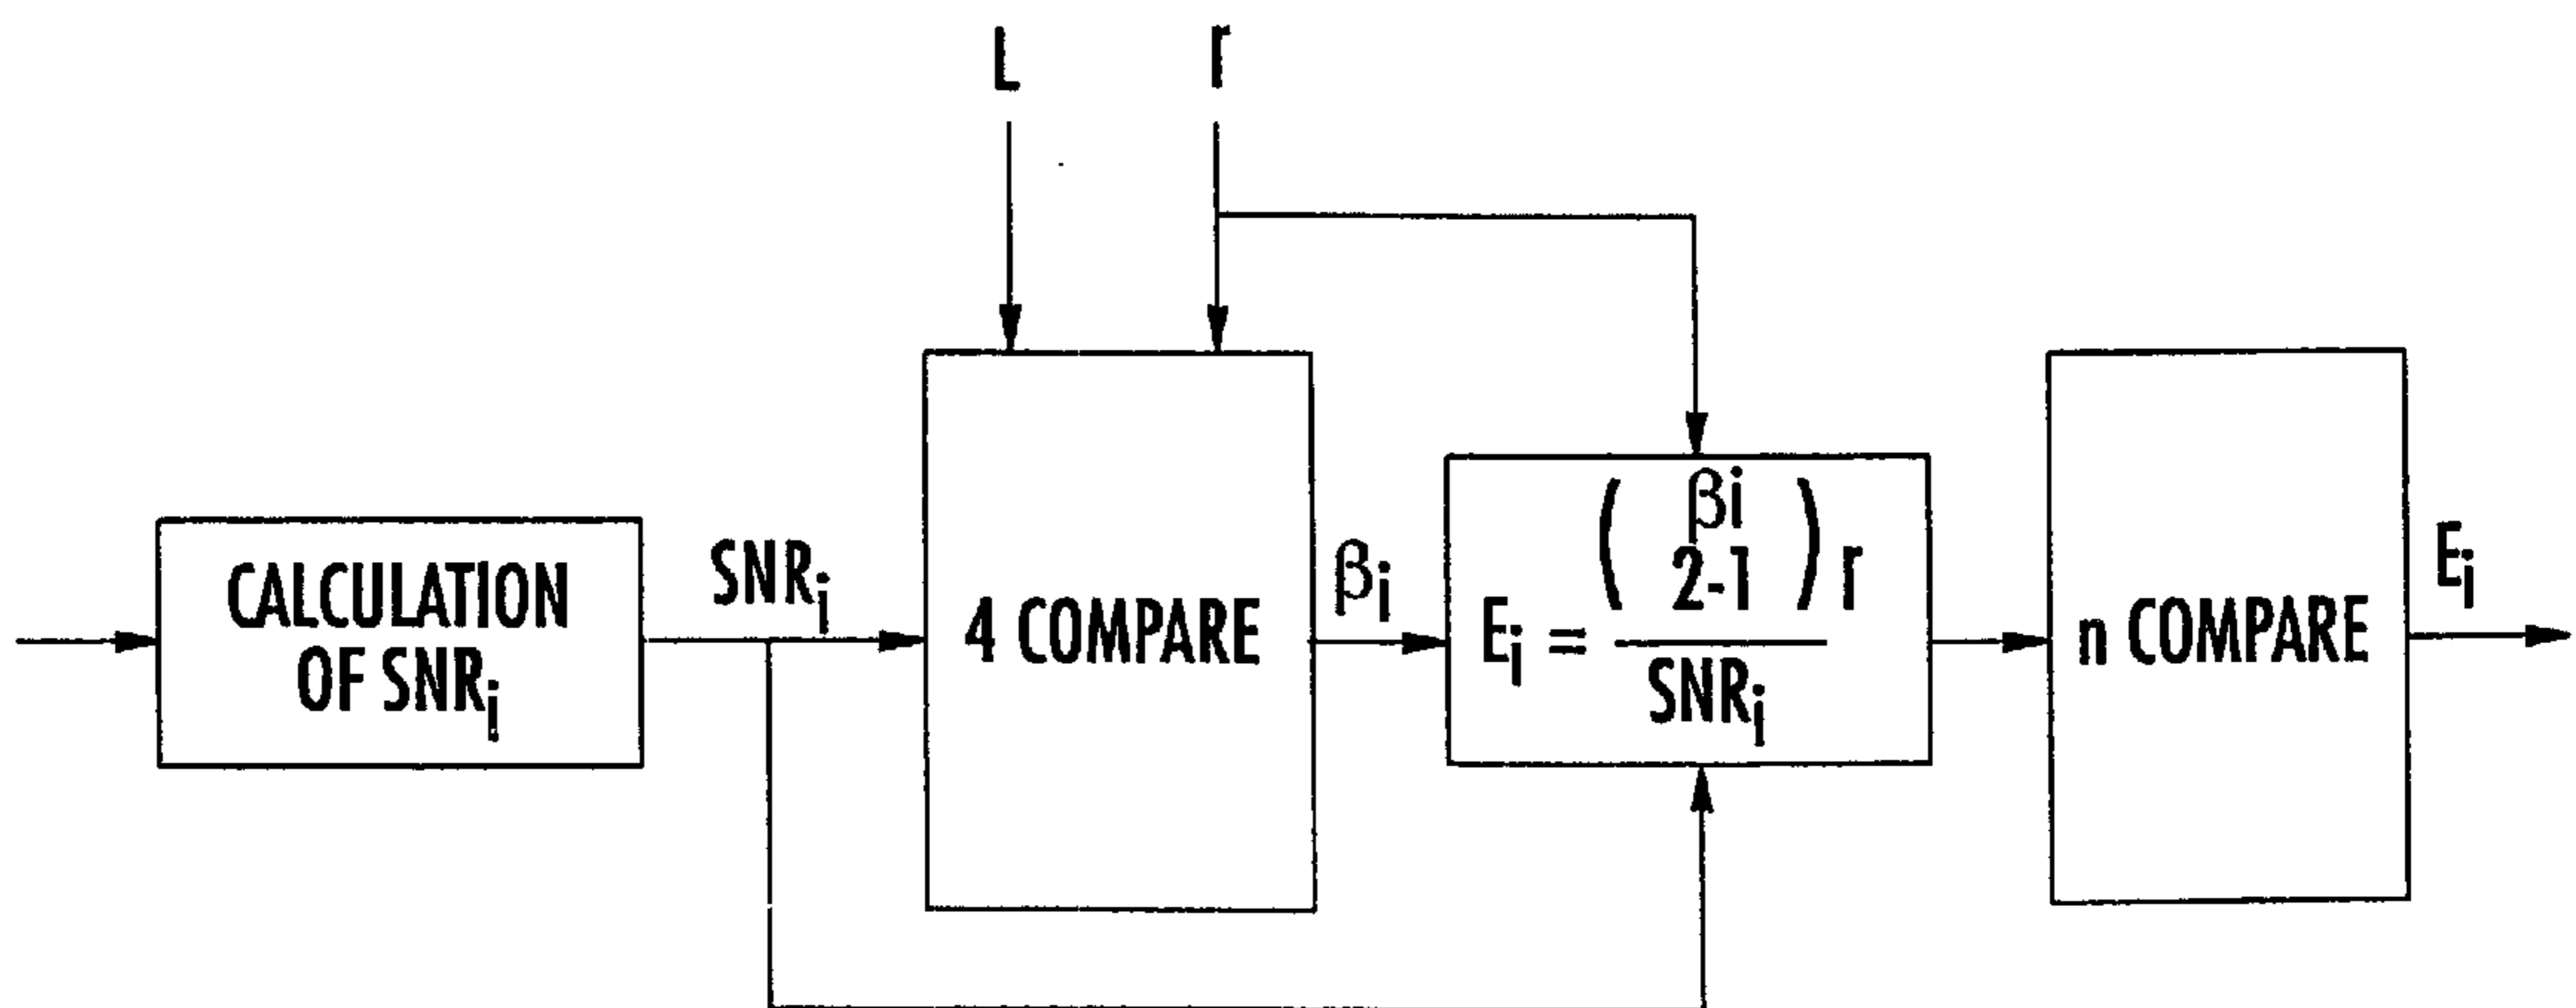 L
r
CALCULATION
OF SNRi
SNRi
4 COMPARE
βi
Ei = ( βi 2-1 ) r
SNRi
n COMPARE
Ei